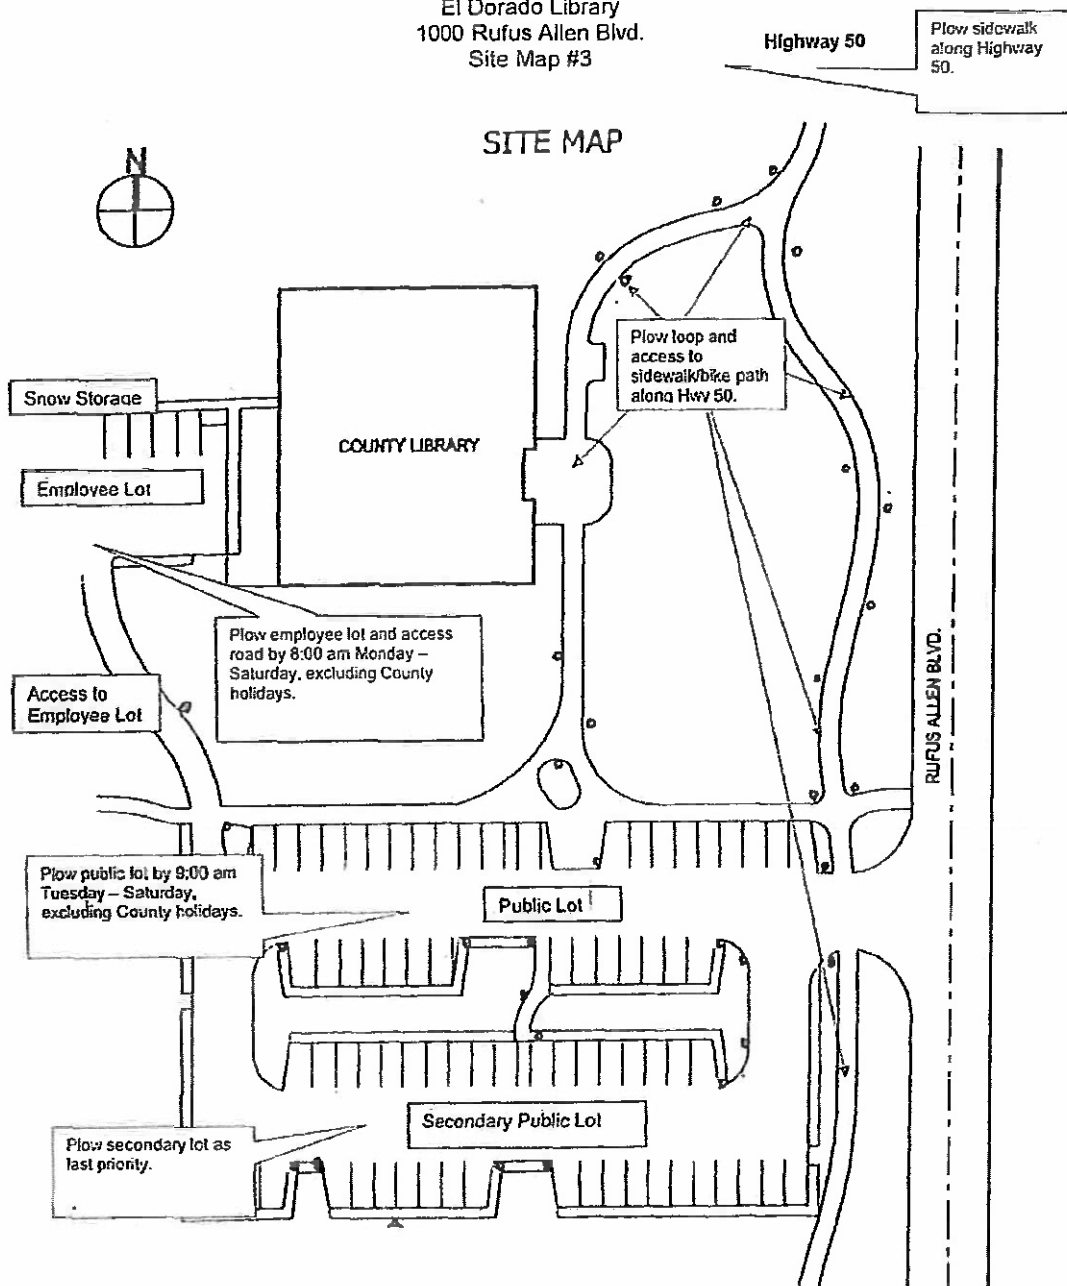 El Dorado Library
1000 Rufus Allen Blvd.
Site Map #3
Highway 50
Plow sidewalk
along Highway
50.
SITE MAP
N
Plow loop and
access to
sidewalk/bike path
along Hwy 50.
Snow Storage
COUNTY LIBRARY
Employee Lot
Plow employee lot and access
road by 8:00 am Monday –
Saturday, excluding County
holidays.
Access to
Employee Lot
RUFUS ALLEN BLVD.
Plow public lot by 9:00 am
Tuesday – Saturday,
excluding County holidays.
Public Lot
Secondary Public Lot
Plow secondary lot as
last priority.